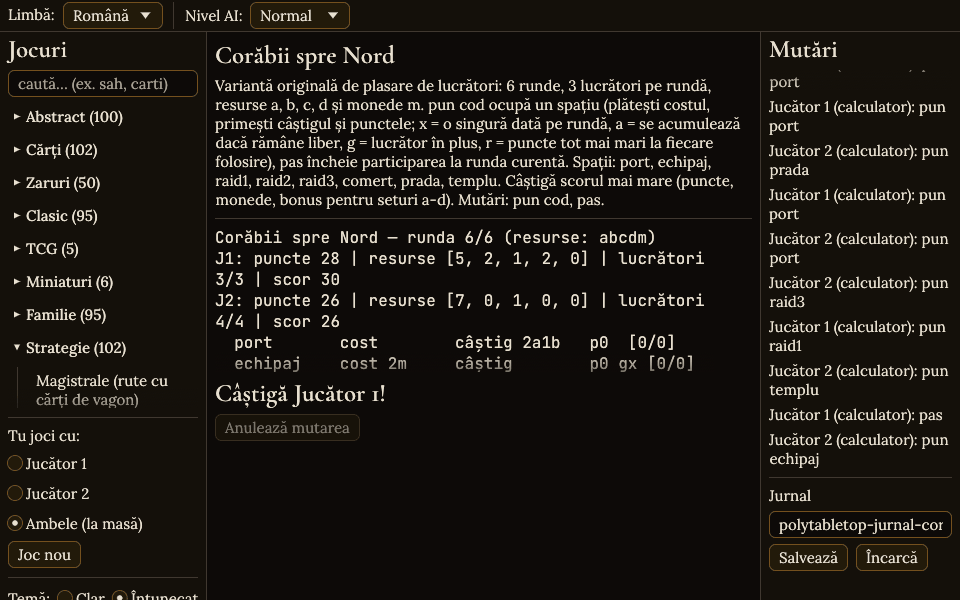 Limbă:
Română
Nivel AI:
Normal
Jocuri
caută... (ex. sah, carti)
Abstract (100)
Cărți (102)
Zaruri (50)
Clasic (95)
TCG (5)
Miniaturi (6)
Familie (95)
Strategie (102)
Magistrale (rute cu
cărți de vagon)
Tu joci cu:
Jucător 1
Jucător 2
Ambele (la masă)
Joc nou
Temă:
Clar
Întunecat
Corăbii spre Nord
Variantă originală de plasare de lucrători: 6 runde, 3 lucrători pe rundă,
resurse a, b, c, d și monede m. pun cod ocupă un spațiu (plătești costul,
primești câștigul și punctele; x = o singură dată pe rundă, a = se acumulează
dacă rămâne liber, g = lucrător în plus, r = puncte tot mai mari la fiecare
folosire), pas încheie participarea la runda curentă. Spații: port, echipaj,
raid1, raid2, raid3, comert, prada, templu. Câștigă scorul mai mare (puncte,
monede, bonus pentru seturi a-d). Mutări: pun cod, pas.
Corăbii spre Nord — runda 6/6 (resurse: abcdm)
J1: puncte 28 | resurse [5, 2, 1, 2, 0] | lucrători
3/3 | scor 30
J2: puncte 26 | resurse [7, 0, 1, 0, 0] | lucrători
4/4 | scor 26
port cost câștig 2a1b p0 [0/0]
echipaj cost 2m câștig p0 gx [0/0]
Câștigă Jucător 1!
Anulează mutarea
Mutări
port
Jucător 1 (calculator): pun
port
Jucător 2 (calculator): pun
prada
Jucător 1 (calculator): pun
port
Jucător 2 (calculator): pun
port
Jucător 2 (calculator): pun
raid3
Jucător 1 (calculator): pun
raid1
Jucător 2 (calculator): pun
templu
Jucător 1 (calculator): pas
Jucător 2 (calculator): pun
echipaj
Jurnal
polytabletop-jurnal-cor
Salvează
Încarcă